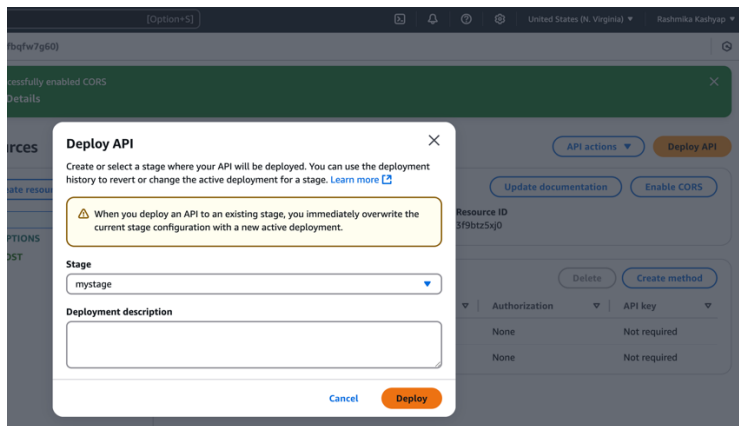 [Option+S]
United States (N. Virginia)
Rashmika Kashyap
fbqfw7g60)
cessfully enabled CORS
Details
urces
API actions
Deploy API
eate resou
Update documentation
Enable CORS
Resource ID
3f9btz5xj0
PTIONS
OST
Delete
Create method
Authorization
API key
None
Not required
None
Not required
Deploy API
Create or select a stage where your API will be deployed. You can use the deployment
history to revert or change the active deployment for a stage. Learn more
When you deploy an API to an existing stage, you immediately overwrite the
current stage configuration with a new active deployment.
Stage
mystage
Deployment description
Cancel
Deploy